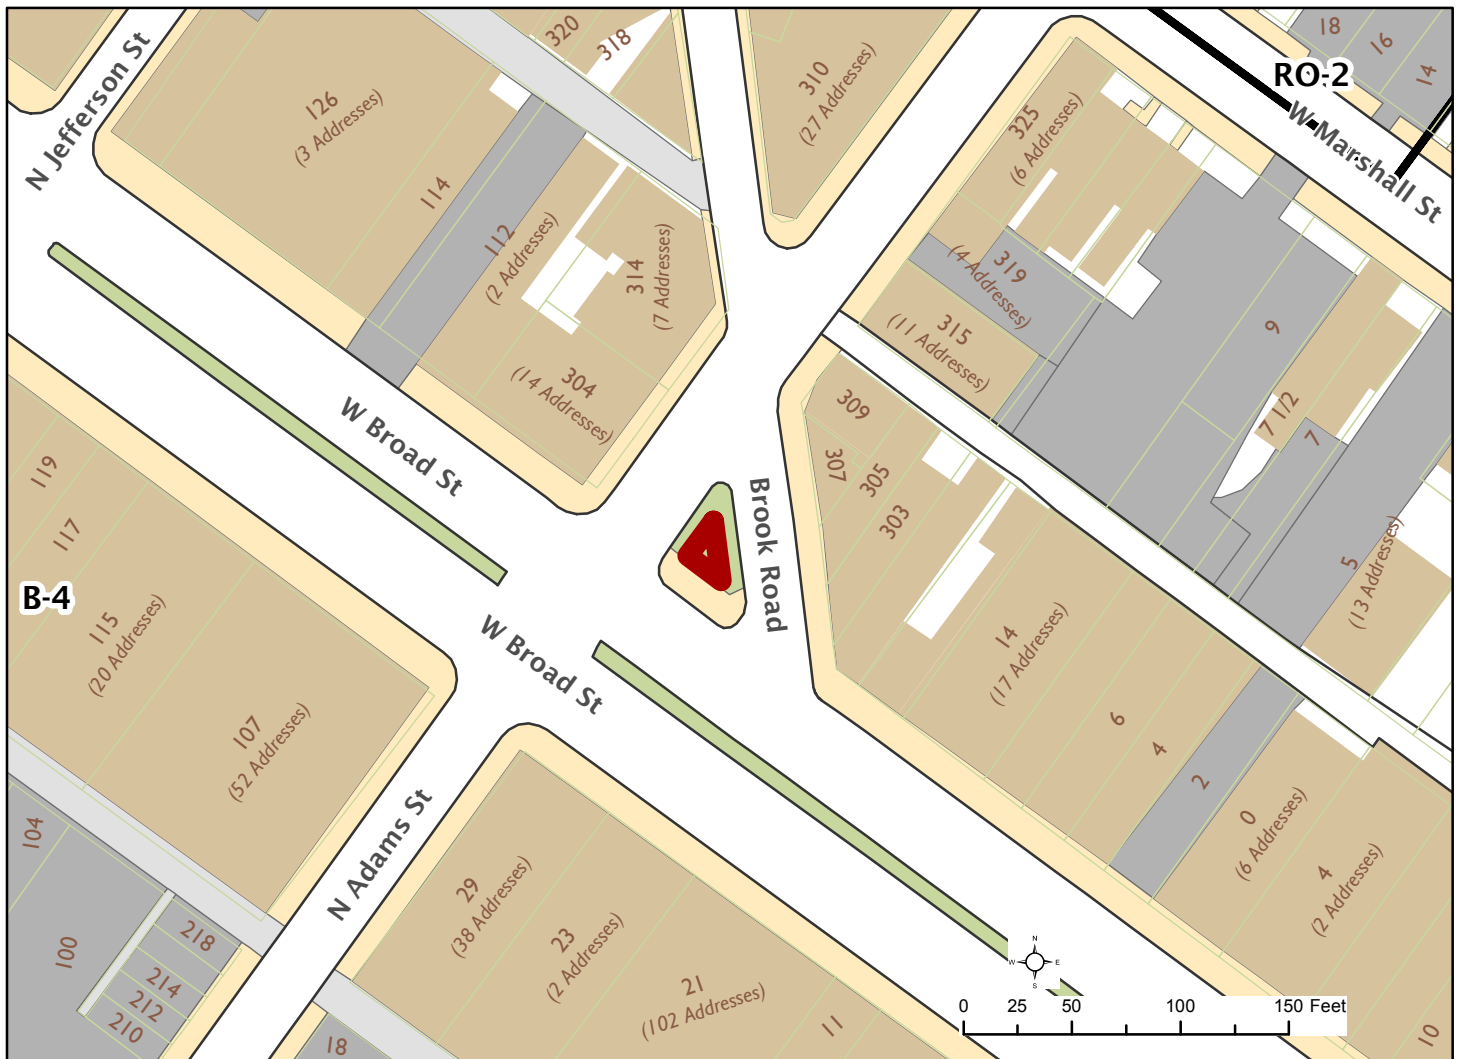 320
318
18
16
14
RO-2
N Jefferson St
126
(3 Addresses)
310
(27 Addresses)
325
(6 Addresses)
W Marshall St
114
112
(2 Addresses)
314
(7 Addresses)
319
(4 Addresses)
315
(11 Addresses)
9
304
(14 Addresses)
309
307
305
303
7 1/2
7
W Broad St
119
117
Brook Road
5
(13 Addresses)
B-4
115
(20 Addresses)
W Broad St
14
(17 Addresses)
107
(52 Addresses)
6
4
2
0
(6 Addresses)
4
(2 Addresses)
104
N Adams St
29
(38 Addresses)
23
(2 Addresses)
21
(102 Addresses)
11
10
100
218
214
212
210
18
N
W
E
S
0 25 50 100 150 Feet